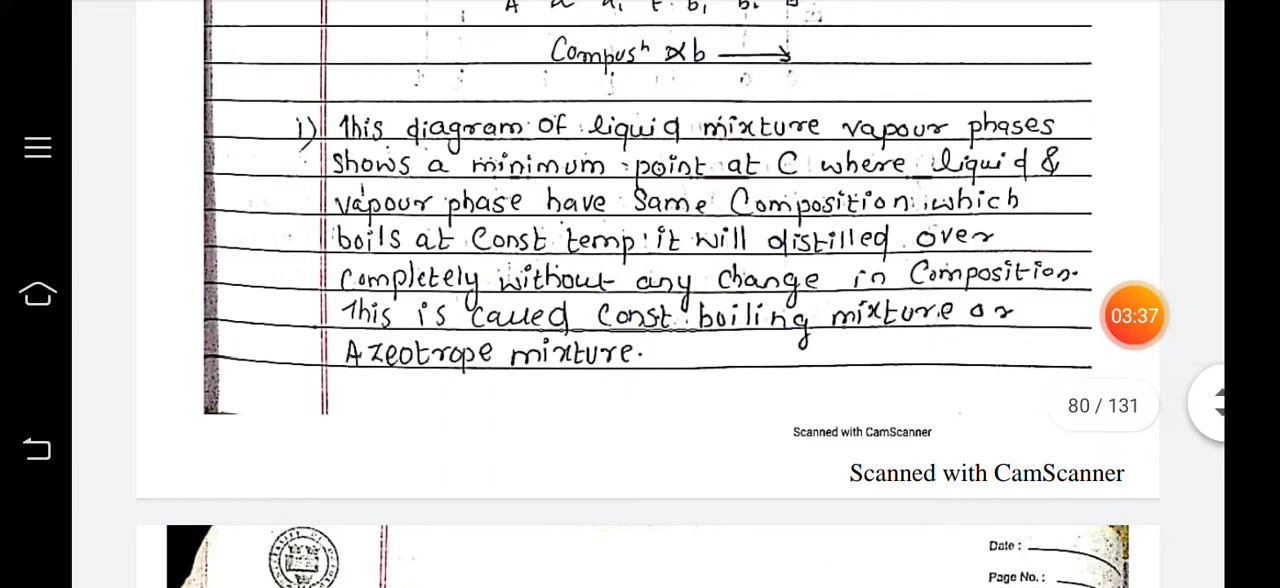 Compusⁿ xb
i) This diagram of liquid mixture vapour phases
shows a minimum point at C where liquid &
vapour phase have same Composition which
boils at Const temp. it will distilled over
completely without any change in Composition.
This is called Const. boiling mixture or
Azeotrope mixture.
03:37
80 / 131
Scanned with CamScanner
Scanned with CamScanner
Date :
Page No. :